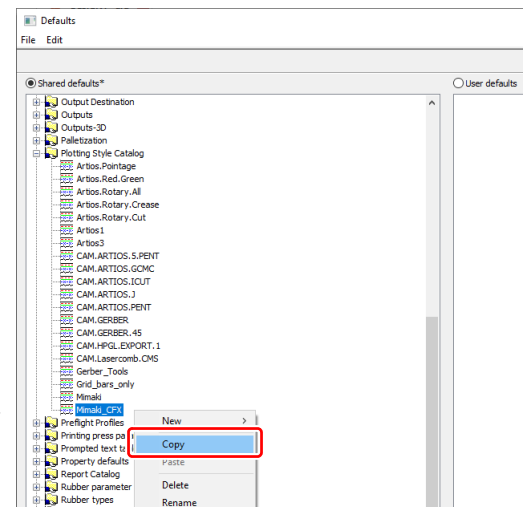 Defaults
File Edit
Shared defaults*
User defaults
Output Destination
Outputs
Outputs-3D
Palletization
Plotting Style Catalog
Artios.Pointage
Artios.Red.Green
Artios.Rotary.All
Artios.Rotary.Crease
Artios.Rotary.Cut
Artios1
Artios3
CAM.ARTIOS.5.PENT
CAM.ARTIOS.GCMC
CAM.ARTIOS.ICUT
CAM.ARTIOS.J
CAM.ARTIOS.PENT
CAM.GERBER
CAM.GERBER.45
CAM.HPGL.EXPORT.1
CAM.Lasercomb.CMS
Gerber_Tools
Grid_bars_only
Mimaki
Mimaki_CFX
Preflight Profiles
Printing press pa
Prompted text ta
Property defaults
Report Catalog
Rubber parameter
Rubber types
New >
Copy
Paste
Delete
Rename